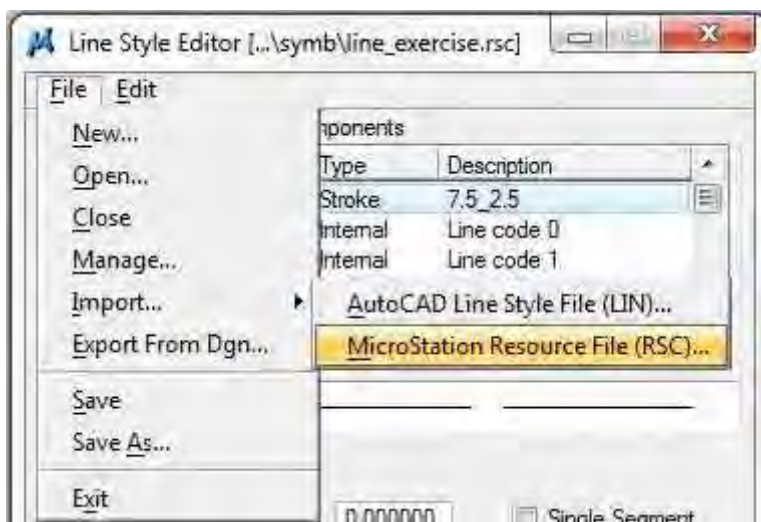 Line Style Editor [...\symb\line_exercise.rsc]
File Edit
New...
Open...
Close
Manage...
Import...
Export From Dgn...
Save
Save As...
Exit
Type Description
Stroke 7.5_2.5
Internal Line code 0
Internal Line code 1
AutoCAD Line Style File (LIN)...
MicroStation Resource File (RSC)...
0.000000 Single Segment